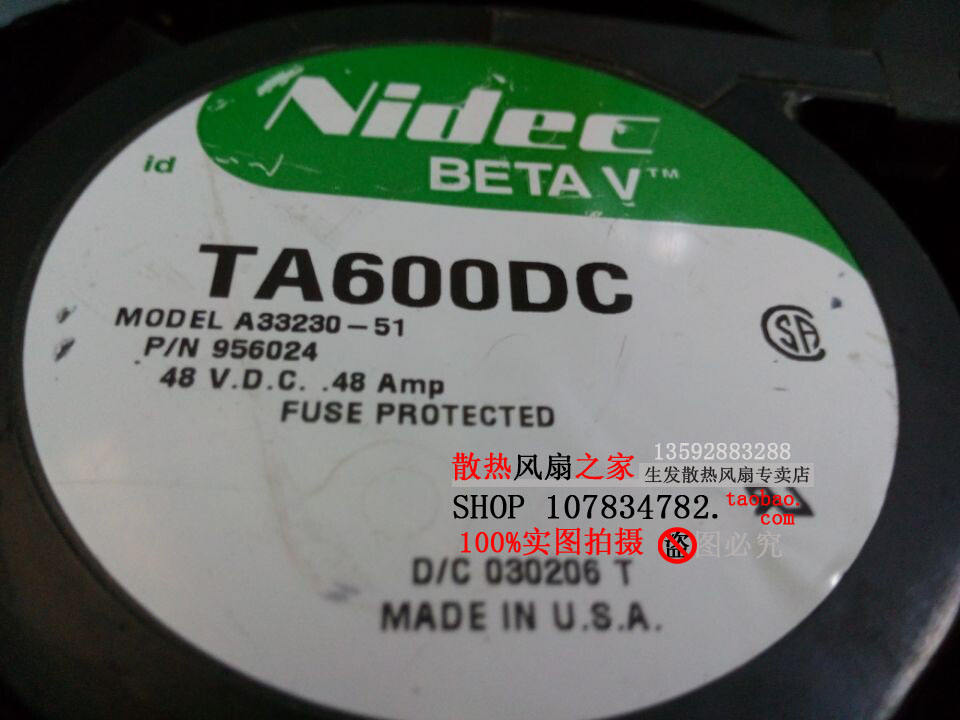 Nidec
BETA V™
id
TA600DC
MODEL A33230-51
P/N 956024
48 V.D.C. .48 Amp
FUSE PROTECTED
SA
13592883288
散热风扇之家
生发散热风扇专卖店
SHOP 107834782.taobao.com
100%实图拍摄 盗图必究
D/C 030206 T
MADE IN U.S.A.